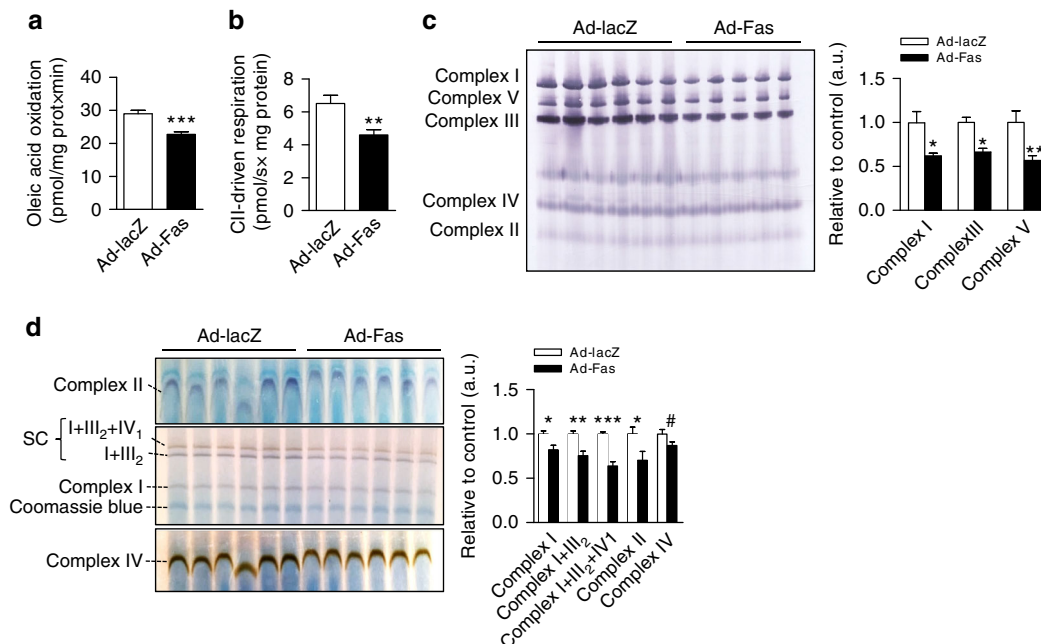 a
Oleic acid oxidation
(pmol/mg prot×min)
40
30
20
10
0
***
Ad-lacZ
Ad-Fas
b
CII-driven respiration
(pmol/s× mg protein)
8
6
4
2
0
**
Ad-lacZ
Ad-Fas
c
Ad-lacZ
Ad-Fas
Complex I
Complex V
Complex III
Complex IV
Complex II
Ad-lacZ
Ad-Fas
Relative to control (a.u.)
1.5
1.0
0.5
0.0
*
*
**
Complex I
ComplexIII
Complex V
d
Ad-lacZ
Ad-Fas
Complex II
SC
I+III₂+IV₁
I+III₂
Complex I
Coomassie blue
Complex IV
Ad-lacZ
Ad-Fas
Relative to control (a.u.)
1.5
1.0
0.5
0.0
*
**
***
*
#
Complex I
Complex I+III₂
Complex I+III₂+IV1
Complex II
Complex IV